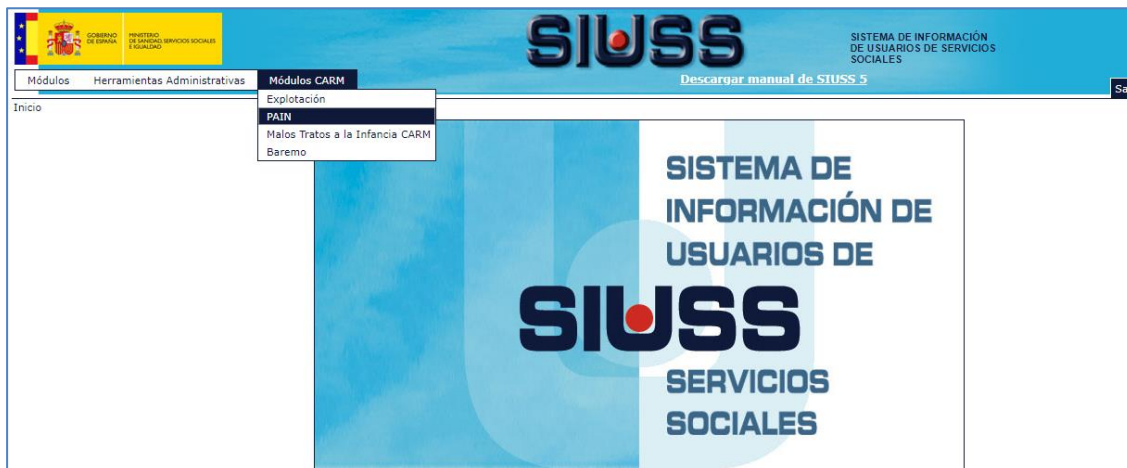 GOBIERNO
DE ESPAÑA
MINISTERIO
DE SANIDAD, SERVICIOS SOCIALES
E IGUALDAD
SIUSS
SISTEMA DE INFORMACIÓN
DE USUARIOS DE SERVICIOS
SOCIALES
Módulos Herramientas Administrativas Módulos CARM
Descargar manual de SIUSS 5
Sa
Inicio
Explotación
PAIN
Malos Tratos a la Infancia CARM
Baremo
SISTEMA DE
INFORMACIÓN DE
USUARIOS DE
SIUSS
SERVICIOS
SOCIALES